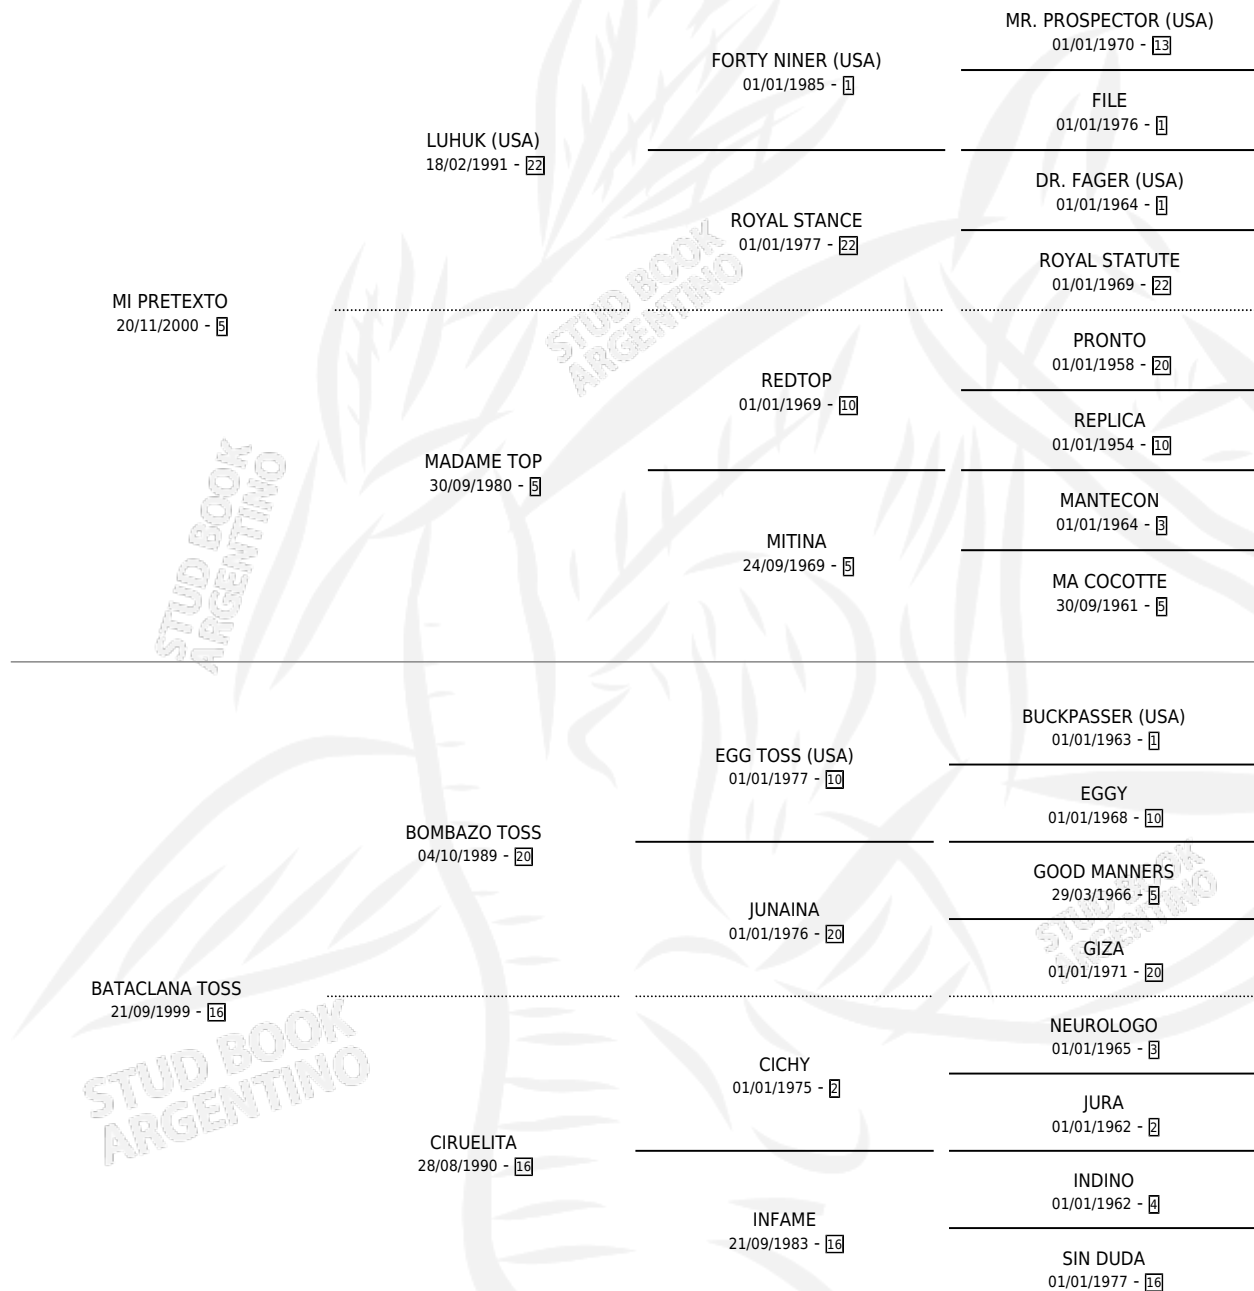 MR. PROSPECTOR (USA)
01/01/1970 - 13
FORTY NINER (USA)
01/01/1985 - 1
FILE
01/01/1976 - 1
LUHUK (USA)
18/02/1991 - 22
DR. FAGER (USA)
01/01/1964 - 1
ROYAL STANCE
01/01/1977 - 22
ROYAL STATUTE
01/01/1969 - 22
MI PRETEXTO
20/11/2000 - 5
PRONTO
01/01/1958 - 20
REDTOP
01/01/1969 - 10
REPLICA
01/01/1954 - 10
MADAME TOP
30/09/1980 - 5
MANTECON
01/01/1964 - 3
MITINA
24/09/1969 - 5
MA COCOTTE
30/09/1961 - 5
BUCKPASSER (USA)
01/01/1963 - 1
EGG TOSS (USA)
01/01/1977 - 10
EGGY
01/01/1968 - 10
BOMBAZO TOSS
04/10/1989 - 20
GOOD MANNERS
29/03/1966 - 5
JUNAINA
01/01/1976 - 20
GIZA
01/01/1971 - 20
BATACLANA TOSS
21/09/1999 - 16
NEUROLOGO
01/01/1965 - 3
CICHY
01/01/1975 - 2
JURA
01/01/1962 - 2
CIRUELITA
28/08/1990 - 16
INDINO
01/01/1962 - 4
INFAME
21/09/1983 - 16
SIN DUDA
01/01/1977 - 16
STUD BOOK
ARGENTINO
STUD BOOK
ARGENTINO
STUD BOOK
ARGENTINO
STUD BOOK
ARGENTINO